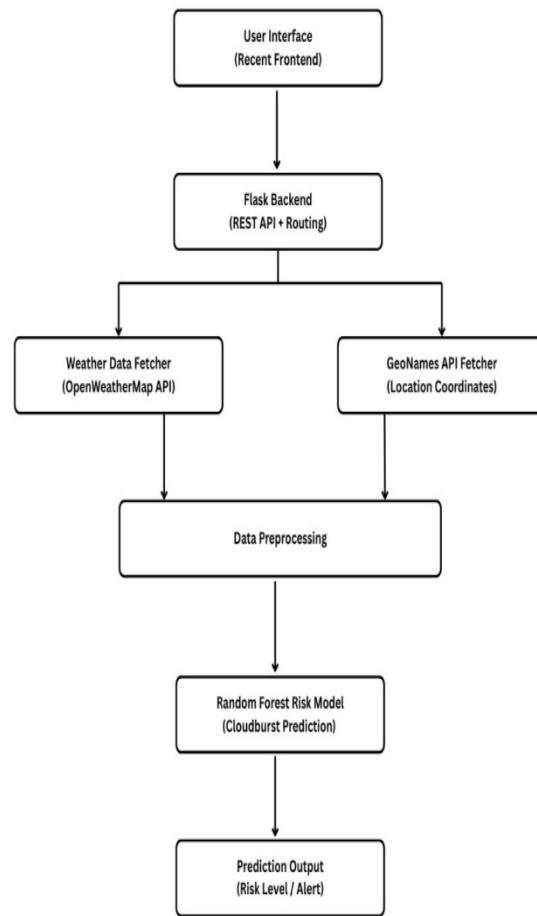 User Interface
(Recent Frontend)
Flask Backend
(REST API + Routing)
Weather Data Fetcher
(OpenWeatherMap API)
GeoNames API Fetcher
(Location Coordinates)
Data Preprocessing
Random Forest Risk Model
(Cloudburst Prediction)
Prediction Output
(Risk Level / Alert)